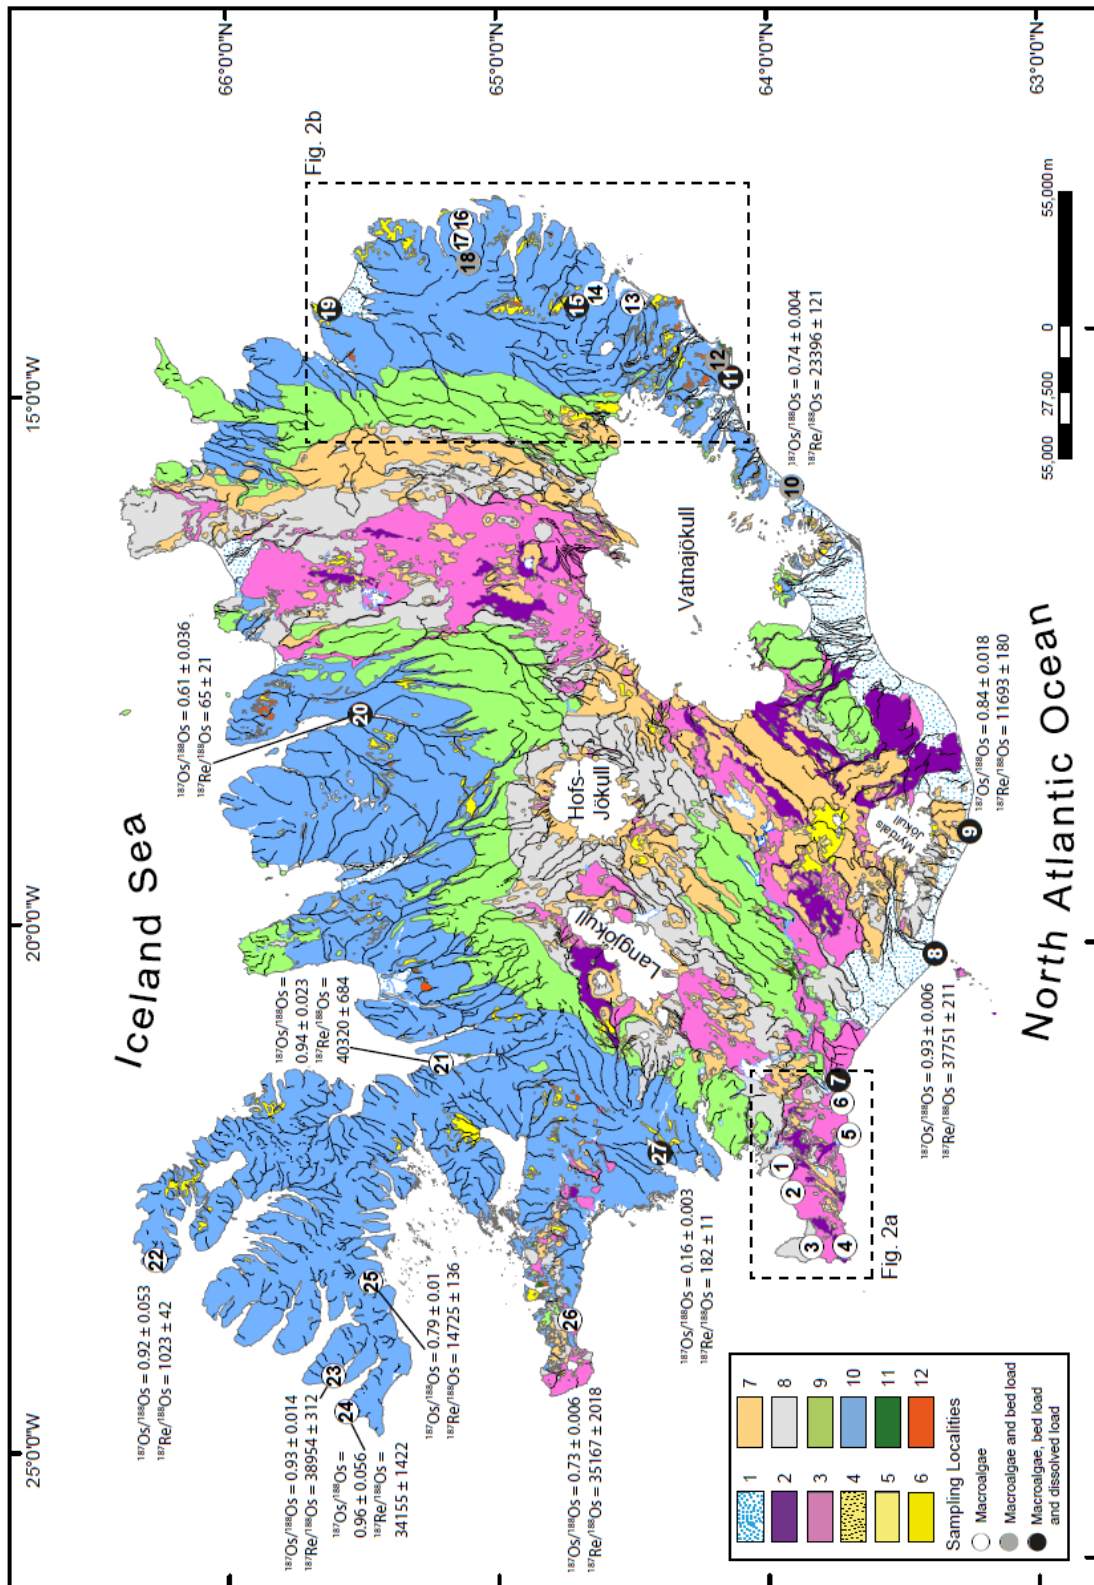 25°0'0"W
20°0'0"W
15°0'0"W
66°0'0"N
65°0'0"N
64°0'0"N
63°0'0"N
Iceland Sea
North Atlantic Ocean
Fig. 2b
Fig. 2a
Vatnajökull
Hofs-
Jökull
Langjökull
Myrdals
Jökull
187Os/188Os = 0.92 ± 0.053
187Re/188Os = 1023 ± 42
187Os/188Os = 0.93 ± 0.014
187Re/188Os = 38954 ± 312
187Os/188Os =
0.96 ± 0.056
187Re/188Os =
34155 ± 1422
187Os/188Os = 0.79 ± 0.01
187Re/188Os = 14725 ± 136
187Os/188Os = 0.73 ± 0.006
187Re/188Os = 35167 ± 2018
187Os/188Os = 0.16 ± 0.003
187Re/188Os = 182 ± 11
187Os/188Os =
0.94 ± 0.023
187Re/188Os =
40320 ± 684
187Os/188Os = 0.61 ± 0.036
187Re/188Os = 65 ± 21
187Os/188Os = 0.93 ± 0.006
187Re/188Os = 37751 ± 211
187Os/188Os = 0.84 ± 0.018
187Re/188Os = 11693 ± 180
187Os/188Os = 0.74 ± 0.004
187Re/188Os = 23396 ± 121
1
2
3
4
5
6
7
8
9
10
11
12
13
14
15
16
17
18
19
20
21
22
23
24
25
26
27
55,000 27,500 0 55,000 m
1 7
2 8
3 9
4 10
5 11
6 12
Sampling Localities
Macroalgae
Macroalgae and bed load
Macroalgae, bed load
and dissolved load